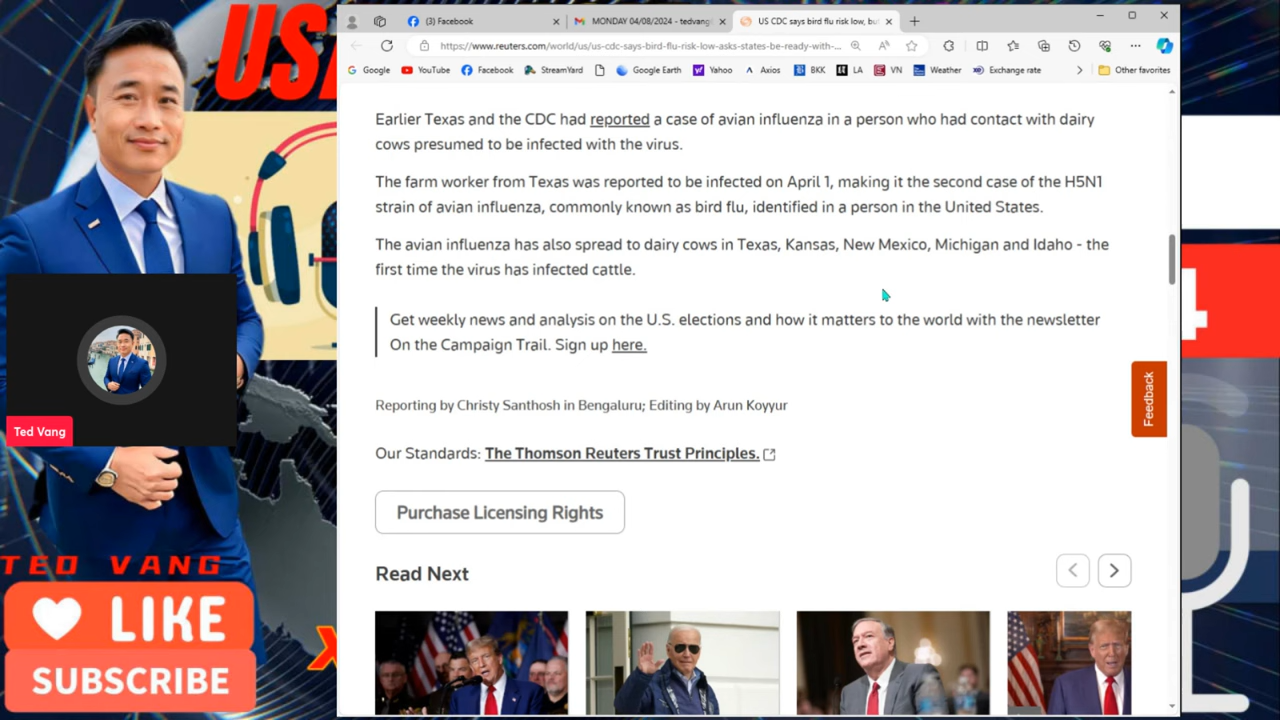 USA
Ted Vang
TED VANG
LIKE
SUBSCRIBE
X
(3) Facebook
MONDAY 04/08/2024 - tedvang
US CDC says bird flu risk low, bu
https://www.reuters.com/world/us/us-cdc-says-bird-flu-risk-low-asks-states-be-ready-with-...
Google
YouTube
Facebook
StreamYard
Google Earth
Yahoo
Axios
BKK
LA
VN
Weather
Exchange rate
Other favorites
Earlier Texas and the CDC had reported a case of avian influenza in a person who had contact with dairy
cows presumed to be infected with the virus.
The farm worker from Texas was reported to be infected on April 1, making it the second case of the H5N1
strain of avian influenza, commonly known as bird flu, identified in a person in the United States.
The avian influenza has also spread to dairy cows in Texas, Kansas, New Mexico, Michigan and Idaho - the
first time the virus has infected cattle.
Get weekly news and analysis on the U.S. elections and how it matters to the world with the newsletter
On the Campaign Trail. Sign up here.
Reporting by Christy Santhosh in Bengaluru; Editing by Arun Koyyur
Our Standards: The Thomson Reuters Trust Principles.
Purchase Licensing Rights
Read Next
Feedback